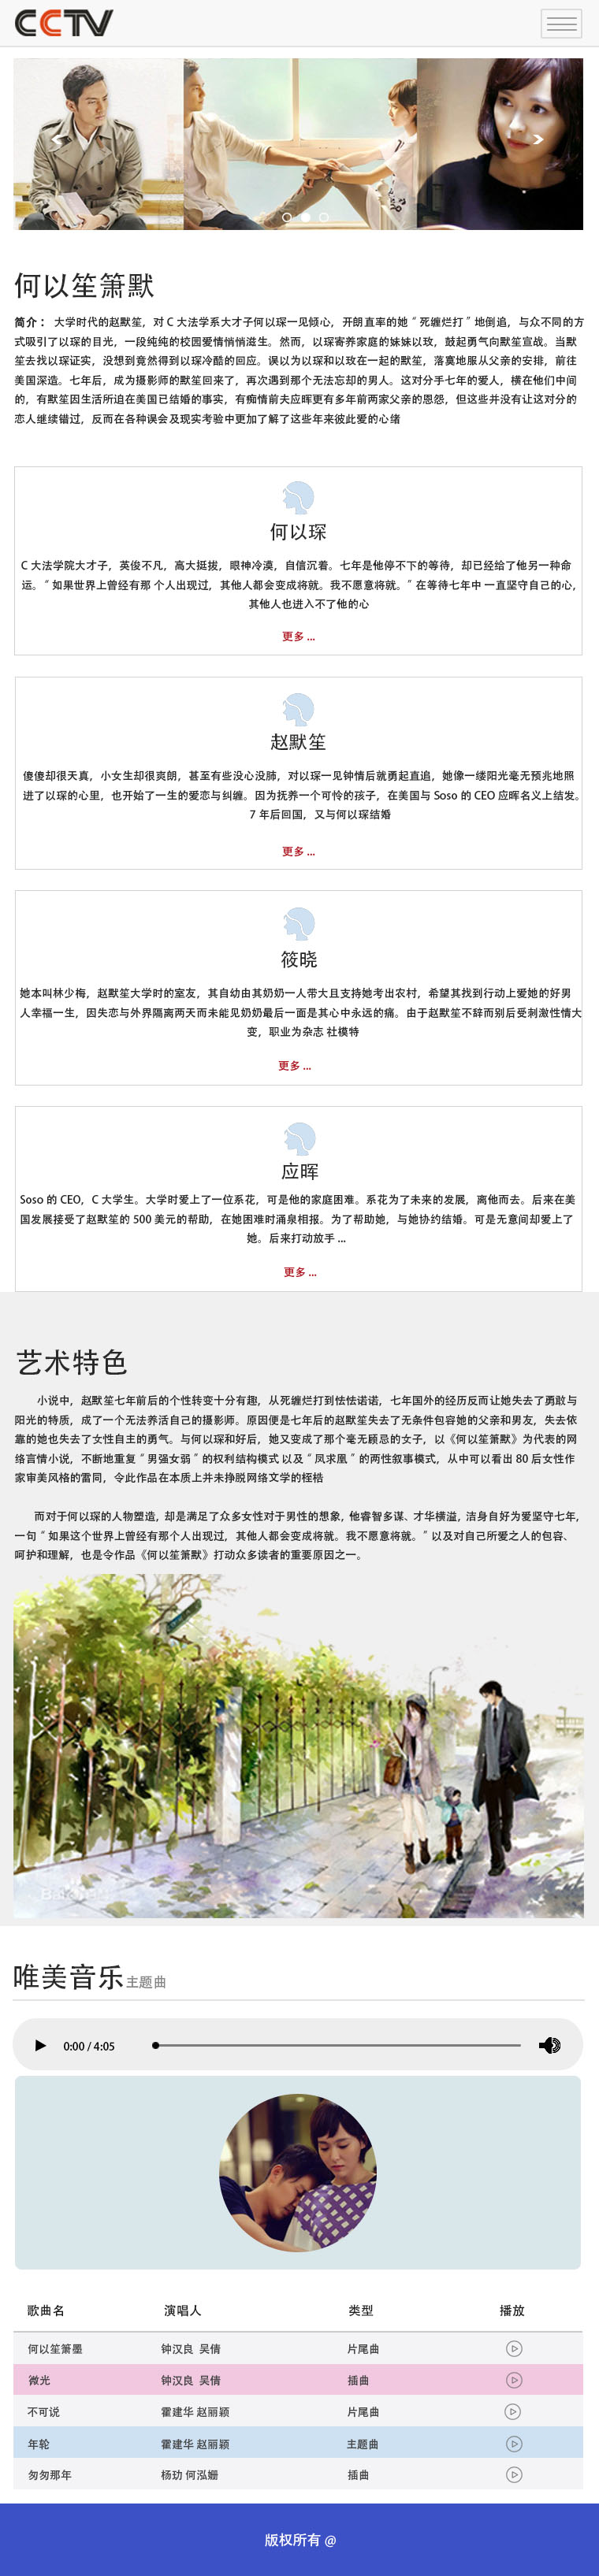 CCTV
何以笙箫默
简介： 大学时代的赵默笙，对 C 大法学系大才子何以琛一见倾心，开朗直率的她“死缠烂打”地倒追，与众不同的方
式吸引了以琛的目光，一段纯纯的校园爱情悄悄滋生。然而，以琛寄养家庭的妹妹以玫，鼓起勇气向默笙宣战。当默
笙去找以琛证实，没想到竟然得到以琛冷酷的回应。误以为以琛和以玫在一起的默笙，落寞地服从父亲的安排，前往
美国深造。七年后，成为摄影师的默笙回来了，再次遇到那个无法忘却的男人。这对分手七年的爱人，横在他们中间
的，有默笙因生活所迫在美国已结婚的事实，有痴情前夫应晖更有多年前两家父亲的恩怨，但这些并没有让这对分的
恋人继续错过，反而在各种误会及现实考验中更加了解了这些年来彼此爱的心绪
何以琛
C 大法学院大才子，英俊不凡，高大挺拔，眼神冷漠，自信沉着。七年是他停不下的等待，却已经给了他另一种命
运。“如果世界上曾经有那 个人出现过，其他人都会变成将就。我不愿意将就。”在等待七年中 一直坚守自己的心，
其他人也进入不了他的心
更多 ...
赵默笙
傻傻却很天真，小女生却很爽朗，甚至有些没心没肺，对以琛一见钟情后就勇起直追，她像一缕阳光毫无预兆地照
进了以琛的心里，也开始了一生的爱恋与纠缠。因为抚养一个可怜的孩子，在美国与 Soso 的 CEO 应晖名义上结发。
7 年后回国，又与何以琛结婚
更多 ...
筱晓
她本叫林少梅，赵默笙大学时的室友，其自幼由其奶奶一人带大且支持她考出农村，希望其找到行动上爱她的好男
人幸福一生，因失恋与外界隔离两天而未能见奶奶最后一面是其心中永远的痛。由于赵默笙不辞而别后受刺激性情大
变，职业为杂志 社模特
更多 ...
应晖
Soso 的 CEO，C 大学生。大学时爱上了一位系花，可是他的家庭困难。系花为了未来的发展，离他而去。后来在美
国发展接受了赵默笙的 500 美元的帮助，在她困难时涌泉相报。为了帮助她，与她协约结婚。可是无意间却爱上了
她。后来打动放手 ...
更多 ...
艺术特色
小说中，赵默笙七年前后的个性转变十分有趣，从死缠烂打到怯怯诺诺，七年国外的经历反而让她失去了勇敢与
阳光的特质，成了一个无法养活自己的摄影师。原因便是七年后的赵默笙失去了无条件包容她的父亲和男友，失去依
靠的她也失去了女性自主的勇气。与何以琛和好后，她又变成了那个毫无顾忌的女子，以《何以笙箫默》为代表的网
络言情小说，不断地重复“男强女弱”的权利结构模式 以及“凤求凰”的两性叙事模式，从中可以看出 80 后女性作
家审美风格的雷同，令此作品在本质上并未挣脱网络文学的桎梏
而对于何以琛的人物塑造，却是满足了众多女性对于男性的想象，他睿智多谋、才华横溢，洁身自好为爱坚守七年，
一句“如果这个世界上曾经有那个人出现过，其他人都会变成将就。我不愿意将就。”以及对自己所爱之人的包容、
呵护和理解，也是令作品《何以笙箫默》打动众多读者的重要原因之一。
唯美音乐主题曲
0:00 / 4:05
歌曲名 演唱人 类型 播放
何以笙箫墨 钟汉良 吴倩 片尾曲
微光 钟汉良 吴倩 插曲
不可说 霍建华 赵丽颖 片尾曲
年轮 霍建华 赵丽颖 主题曲
匆匆那年 杨玏 何泓姗 插曲
版权所有 @